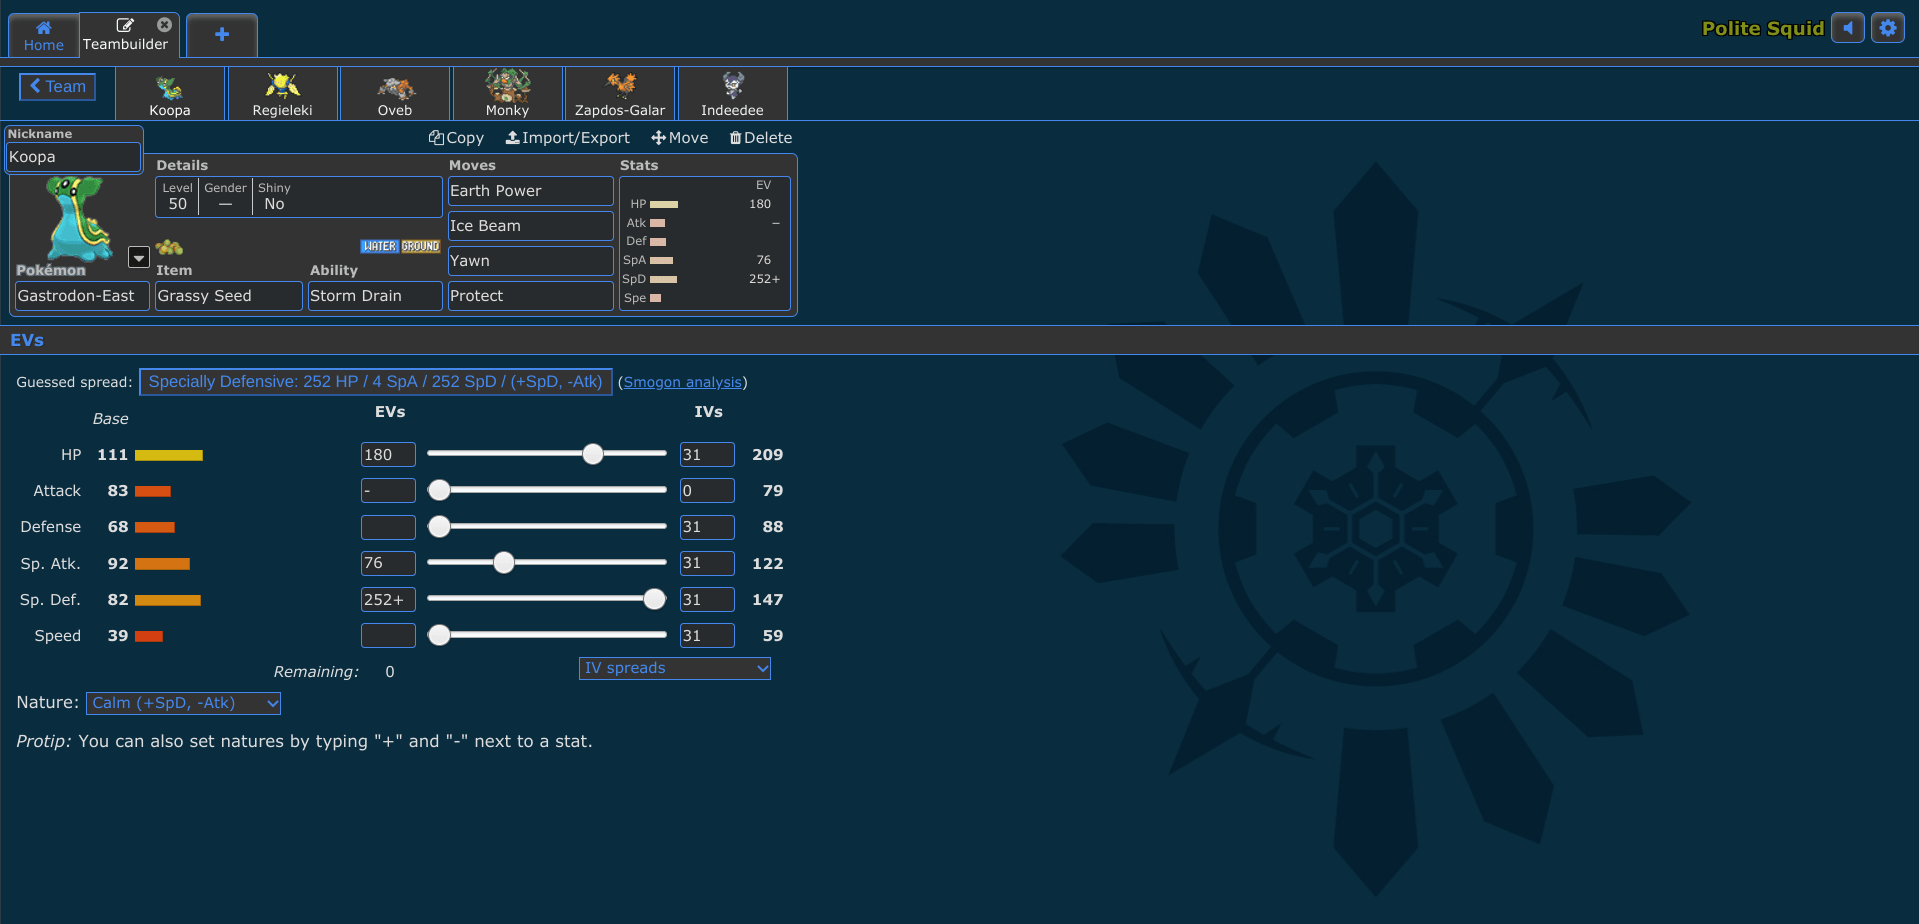 Home
Teambuilder
+
Polite Squid
Team
Koopa
Regieleki
Oveb
Monky
Zapdos-Galar
Indeedee
Nickname
Koopa
Copy Import/Export Move Delete
Details
Level Gender Shiny
50 — No
WATER GROUND
Pokémon
Gastrodon-East
Item
Grassy Seed
Ability
Storm Drain
Moves
Earth Power
Ice Beam
Yawn
Protect
Stats
EV
HP 180
Atk –
Def
SpA 76
SpD 252+
Spe
EVs
Guessed spread: Specially Defensive: 252 HP / 4 SpA / 252 SpD / (+SpD, -Atk) (Smogon analysis)
Base EVs IVs
HP 111 180 31 209
Attack 83 - 0 79
Defense 68 31 88
Sp. Atk. 92 76 31 122
Sp. Def. 82 252+ 31 147
Speed 39 31 59
Remaining: 0 IV spreads
Nature: Calm (+SpD, -Atk)
Protip: You can also set natures by typing "+" and "-" next to a stat.